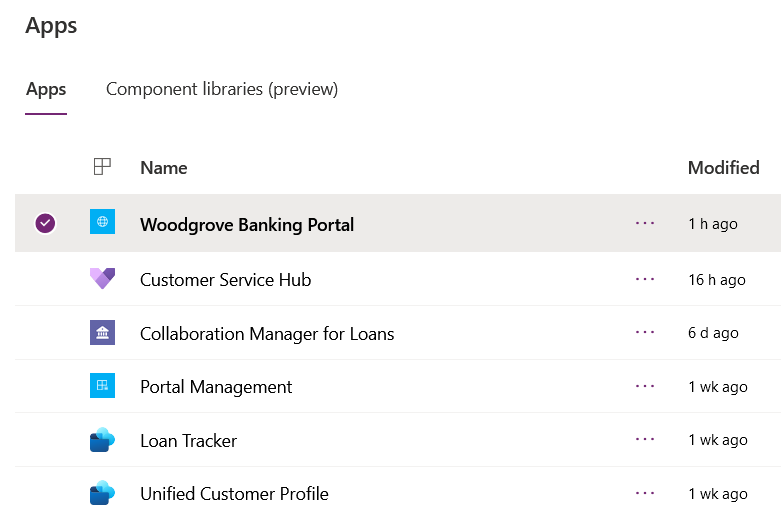 Apps
Apps Component libraries (preview)
Name Modified
Woodgrove Banking Portal ... 1 h ago
Customer Service Hub ... 16 h ago
Collaboration Manager for Loans ... 6 d ago
Portal Management ... 1 wk ago
Loan Tracker ... 1 wk ago
Unified Customer Profile ... 1 wk ago